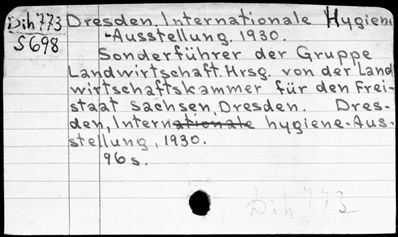 Dih773 Dresden. Internationale Hygiene
S698 -Ausstellung. 1930.
Sonderführer der Gruppe
Landwirtschaft. Hrsg. von der Land
wirtschaftskammer für den Frei-
staat Sachsen, Dresden. Dres-
den, Internationale hygiene-Aus-
stellung, 1930.
96 s.
Dih 773